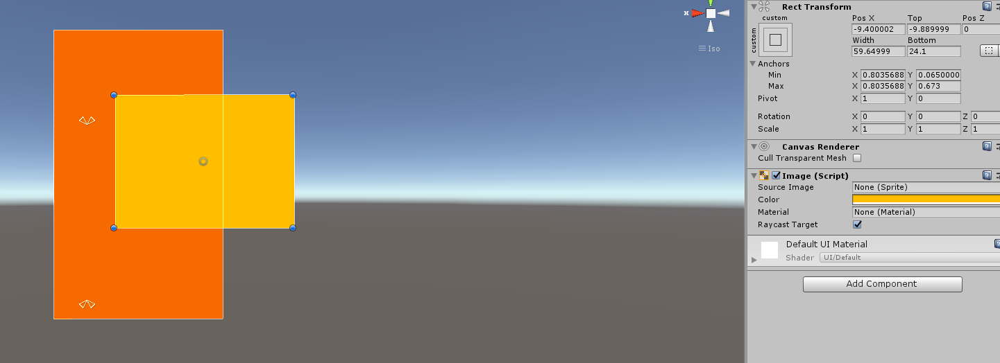 x
Iso
Rect Transform
custom
custom
Pos X Top Pos Z
-9.400002 -9.889999 0
Width Bottom
59.64999 24.1
Anchors
Min X 0.8035688 Y 0.0650000
Max X 0.8035688 Y 0.673
Pivot X 1 Y 0
Rotation X 0 Y 0 Z 0
Scale X 1 Y 1 Z 1
Canvas Renderer
Cull Transparent Mesh
Image (Script)
Source Image None (Sprite)
Color
Material None (Material)
Raycast Target
Default UI Material
Shader UI/Default
Add Component